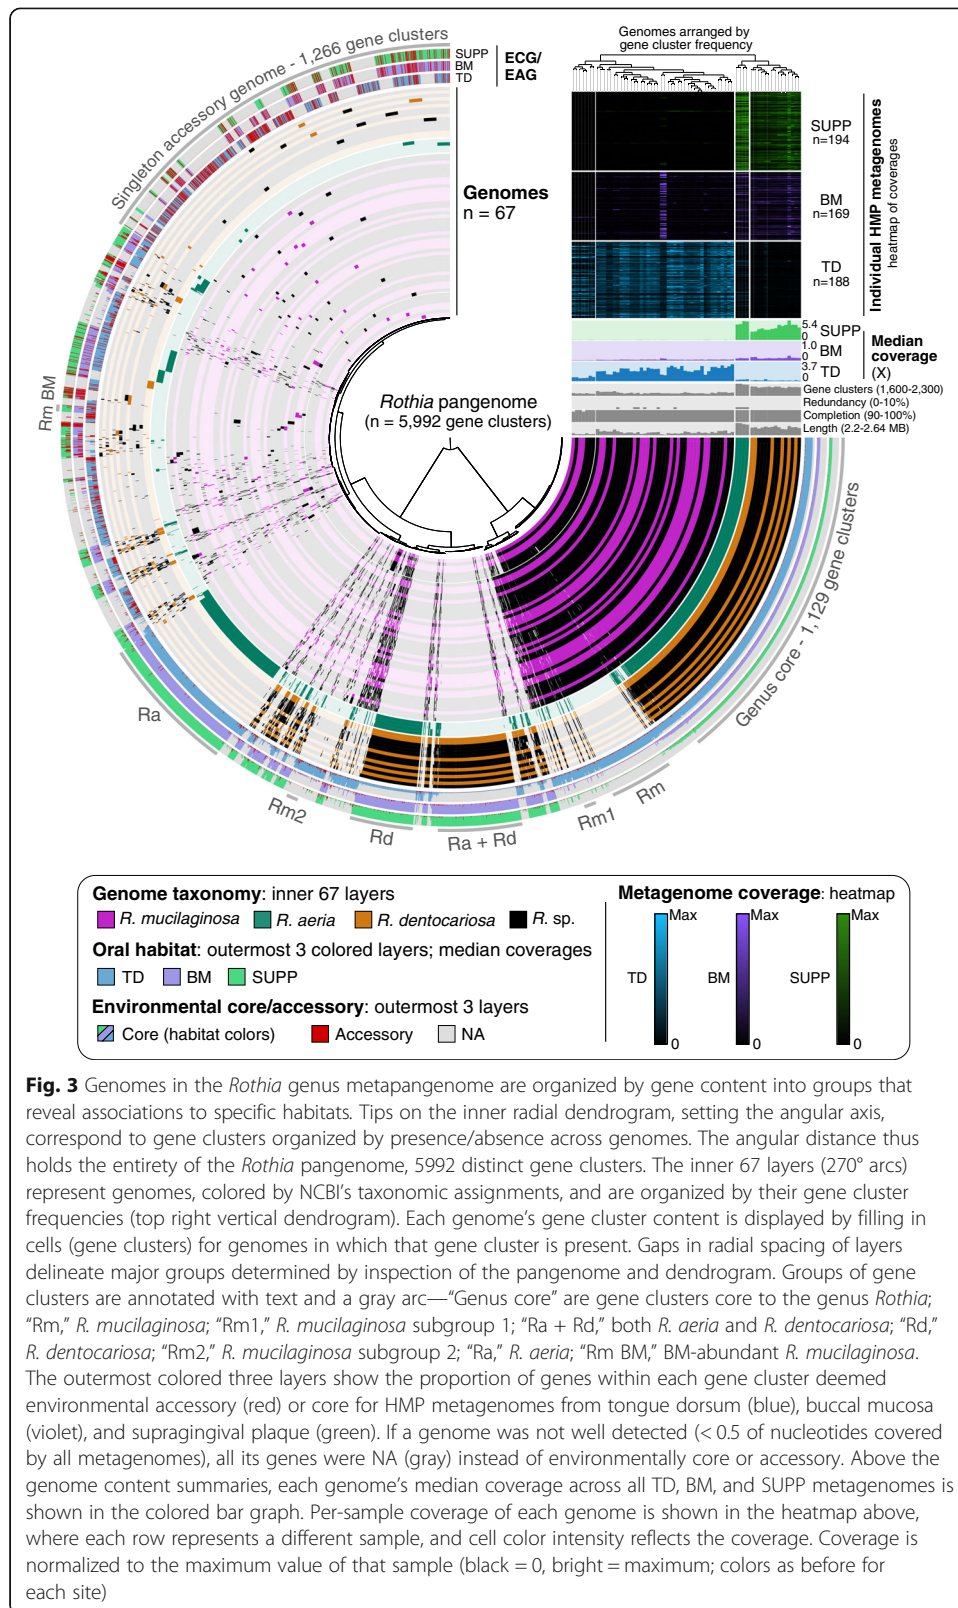 Singleton accessory genome - 1,266 gene clusters
SUPP
BM
TD
ECG/
EAG
Genomes
n = 67
Genomes arranged by
gene cluster frequency
SUPP
n=194
BM
n=169
TD
n=188
Individual HMP metagenomes
heatmap of coverages
5.4
0
SUPP
1.0
0
BM
3.7
0
TD
Median
coverage
(X)
Gene clusters (1,600-2,300)
Redundancy (0-10%)
Completion (90-100%)
Length (2.2-2.64 MB)
Rothia pangenome
(n = 5,992 gene clusters)
Rm BM
Ra
Rm2
Rd
Ra + Rd
Rm1
Rm
Genus core - 1,129 gene clusters
Genome taxonomy: inner 67 layers
R. mucilaginosa R. aeria R. dentocariosa R. sp.
Oral habitat: outermost 3 colored layers; median coverages
TD BM SUPP
Environmental core/accessory: outermost 3 layers
Core (habitat colors) Accessory NA
Metagenome coverage: heatmap
Max Max Max
TD BM SUPP
0 0 0
Fig. 3 Genomes in the Rothia genus metapangenome are organized by gene content into groups that
reveal associations to specific habitats. Tips on the inner radial dendrogram, setting the angular axis,
correspond to gene clusters organized by presence/absence across genomes. The angular distance thus
holds the entirety of the Rothia pangenome, 5992 distinct gene clusters. The inner 67 layers (270° arcs)
represent genomes, colored by NCBI's taxonomic assignments, and are organized by their gene cluster
frequencies (top right vertical dendrogram). Each genome's gene cluster content is displayed by filling in
cells (gene clusters) for genomes in which that gene cluster is present. Gaps in radial spacing of layers
delineate major groups determined by inspection of the pangenome and dendrogram. Groups of gene
clusters are annotated with text and a gray arc—“Genus core” are gene clusters core to the genus Rothia;
“Rm,” R. mucilaginosa; “Rm1,” R. mucilaginosa subgroup 1; “Ra + Rd,” both R. aeria and R. dentocariosa; “Rd,”
R. dentocariosa; “Rm2,” R. mucilaginosa subgroup 2; “Ra,” R. aeria; “Rm BM,” BM-abundant R. mucilaginosa.
The outermost colored three layers show the proportion of genes within each gene cluster deemed
environmental accessory (red) or core for HMP metagenomes from tongue dorsum (blue), buccal mucosa
(violet), and supragingival plaque (green). If a genome was not well detected (< 0.5 of nucleotides covered
by all metagenomes), all its genes were NA (gray) instead of environmentally core or accessory. Above the
genome content summaries, each genome's median coverage across all TD, BM, and SUPP metagenomes is
shown in the colored bar graph. Per-sample coverage of each genome is shown in the heatmap above,
where each row represents a different sample, and cell color intensity reflects the coverage. Coverage is
normalized to the maximum value of that sample (black = 0, bright = maximum; colors as before for
each site)